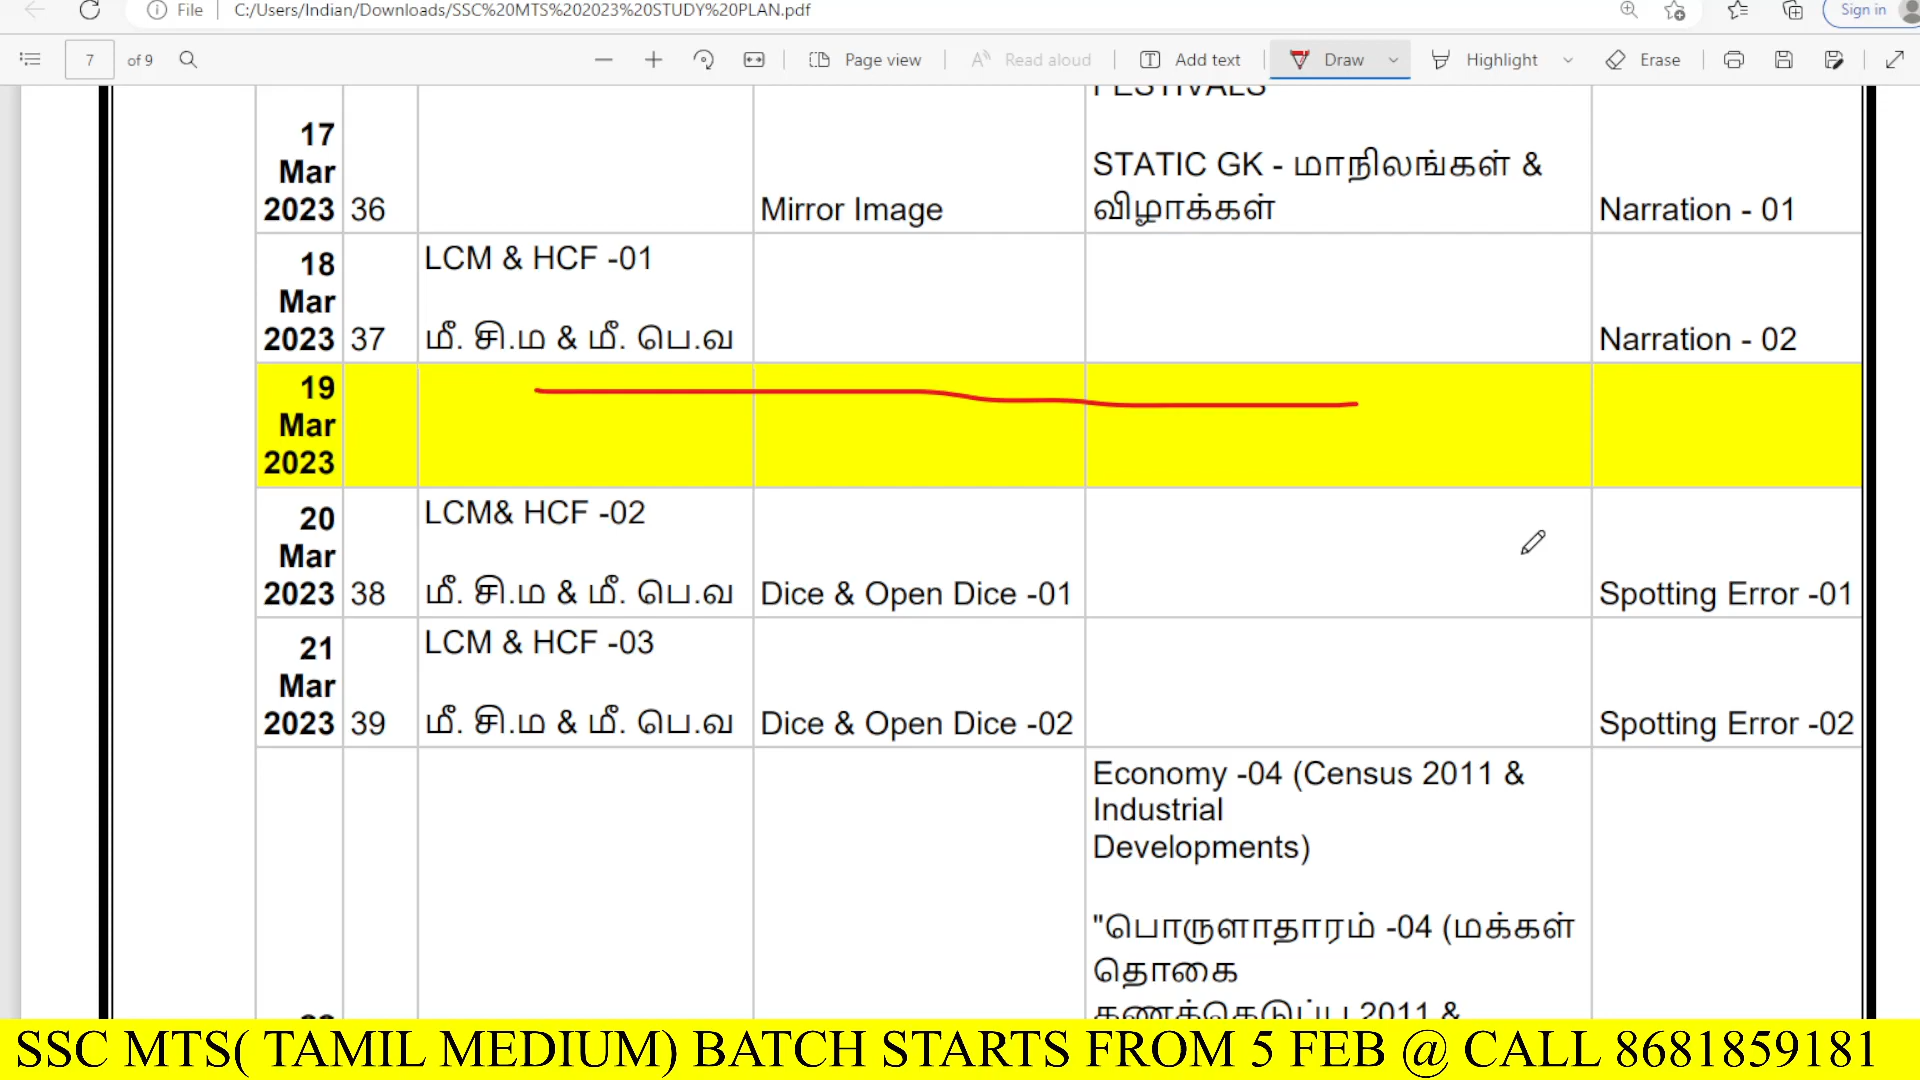 File
C:/Users/Indian/Downloads/SSC%20MTS%202023%20STUDY%20PLAN.pdf
Sign in
7 of 9
Page view
Read aloud
Add text
Draw
Highlight
Erase
FESTIVALS
17
Mar
2023
36
Mirror Image
STATIC GK - மாநிலங்கள் &
விழாக்கள்
Narration - 01
18
Mar
2023
37
LCM & HCF -01
மீ. சி.ம & மீ. பெ.வ
Narration - 02
19
Mar
2023
20
Mar
2023
38
LCM& HCF -02
மீ. சி.ம & மீ. பெ.வ
Dice & Open Dice -01
Spotting Error -01
21
Mar
2023
39
LCM & HCF -03
மீ. சி.ம & மீ. பெ.வ
Dice & Open Dice -02
Spotting Error -02
Economy -04 (Census 2011 &
Industrial
Developments)
"பொருளாதாரம் -04 (மக்கள்
தொகை
கணக்கெடுப்பு 2011 &
SSC MTS( TAMIL MEDIUM) BATCH STARTS FROM 5 FEB @ CALL 8681859181